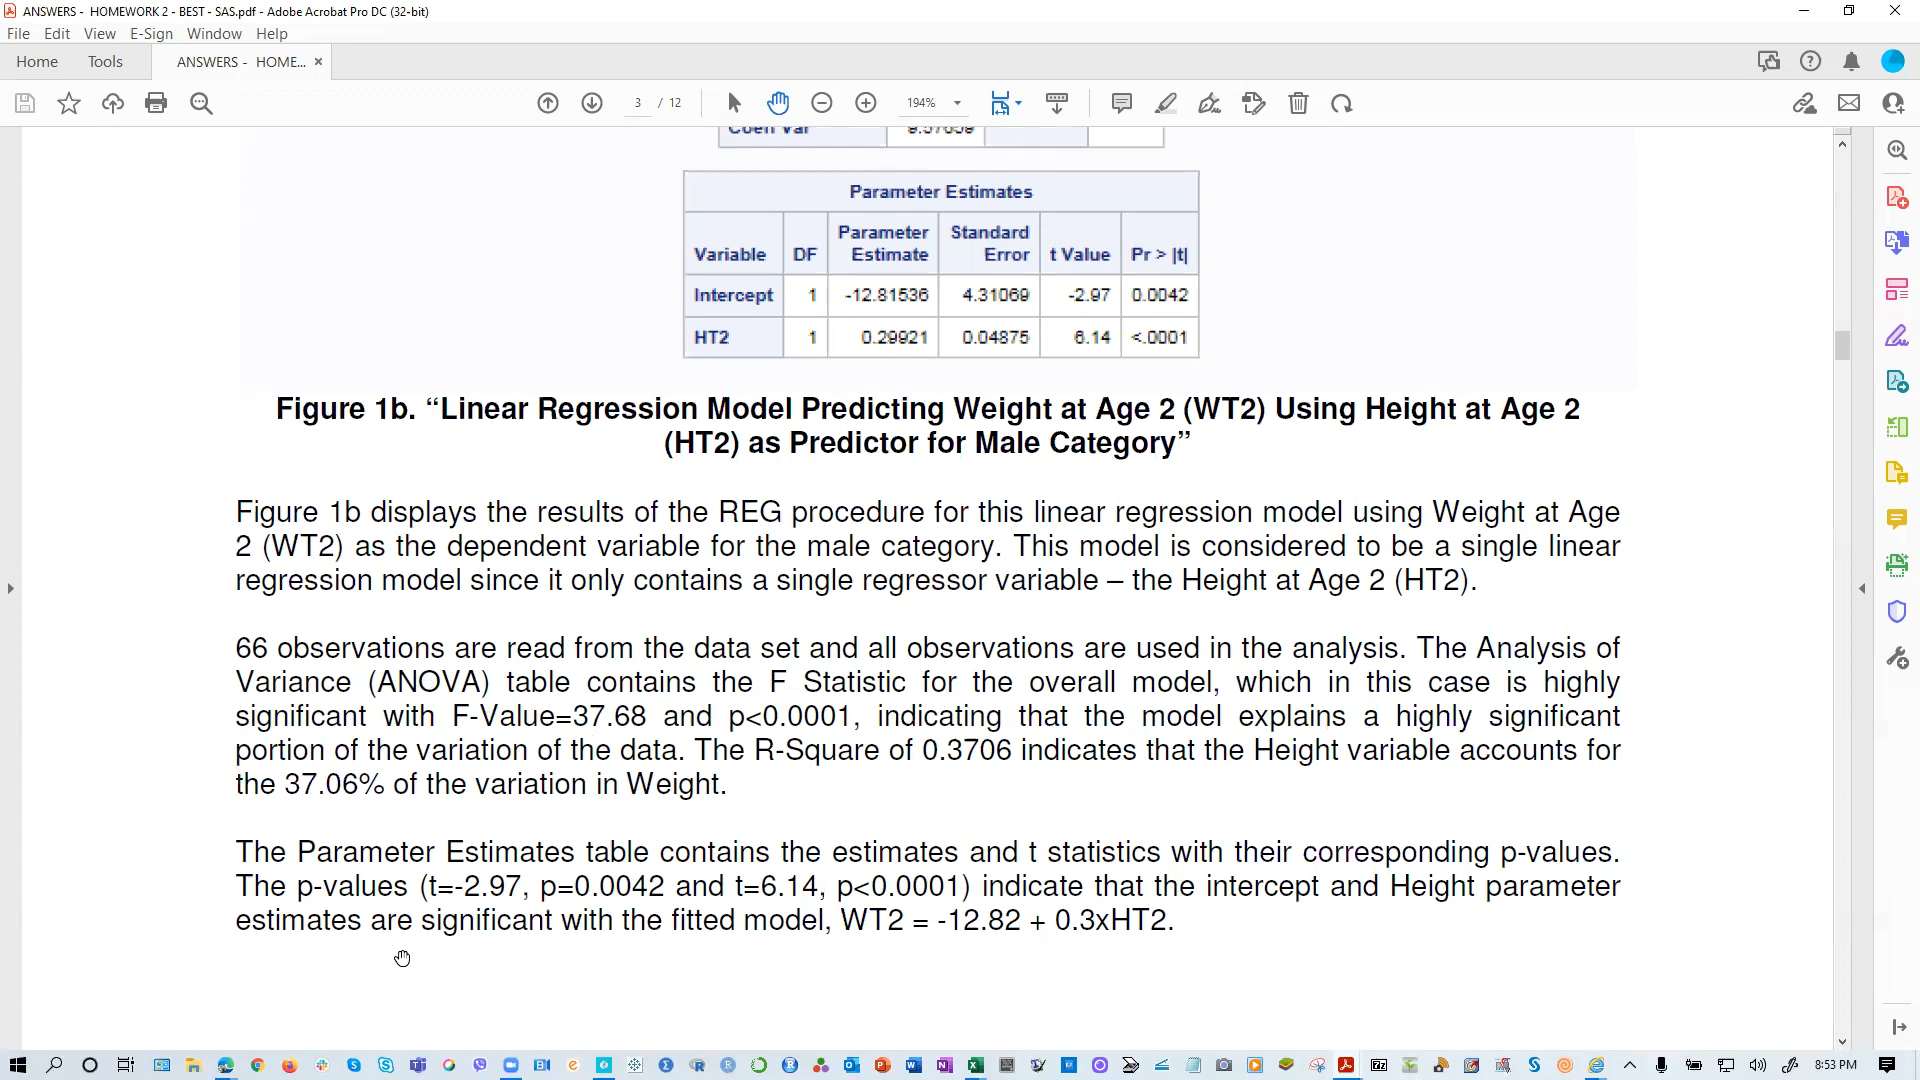 ANSWERS -  HOMEWORK 2 - BEST - SAS.pdf - Adobe Acrobat Pro DC (32-bit)
File Edit View E-Sign Window Help
Home Tools ANSWERS -  HOME... ×
3 / 12 194%
Coeff Var 9.57059
Parameter Estimates
Variable DF Parameter Estimate Standard Error t Value Pr > |t|
Intercept 1 -12.81536 4.31069 -2.97 0.0042
HT2 1 0.29921 0.04875 6.14 <.0001
Figure 1b. “Linear Regression Model Predicting Weight at Age 2 (WT2) Using Height at Age 2
(HT2) as Predictor for Male Category”
Figure 1b displays the results of the REG procedure for this linear regression model using Weight at Age
2 (WT2) as the dependent variable for the male category. This model is considered to be a single linear
regression model since it only contains a single regressor variable – the Height at Age 2 (HT2).
66 observations are read from the data set and all observations are used in the analysis. The Analysis of
Variance (ANOVA) table contains the F Statistic for the overall model, which in this case is highly
significant with F-Value=37.68 and p<0.0001, indicating that the model explains a highly significant
portion of the variation of the data. The R-Square of 0.3706 indicates that the Height variable accounts for
the 37.06% of the variation in Weight.
The Parameter Estimates table contains the estimates and t statistics with their corresponding p-values.
The p-values (t=-2.97, p=0.0042 and t=6.14, p<0.0001) indicate that the intercept and Height parameter
estimates are significant with the fitted model, WT2 = -12.82 + 0.3xHT2.
8:53 PM